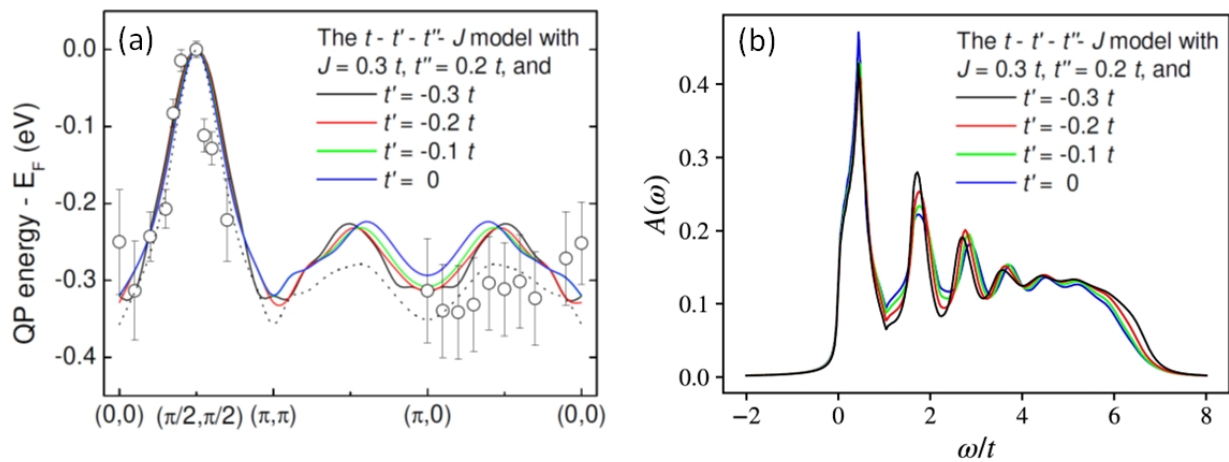 (a)
The t - t' - t''- J model with
J = 0.3 t, t'' = 0.2 t, and
t' = -0.3 t
t' = -0.2 t
t' = -0.1 t
t' = 0
QP energy - E_F (eV)
0.0
-0.1
-0.2
-0.3
-0.4
(0,0)
(π/2,π/2)
(π,π)
(π,0)
(0,0)
(b)
The t - t' - t''- J model with
J = 0.3 t, t'' = 0.2 t, and
t' = -0.3 t
t' = -0.2 t
t' = -0.1 t
t' = 0
A(ω)
0.4
0.3
0.2
0.1
0.0
−2
0
2
4
6
8
ω/t